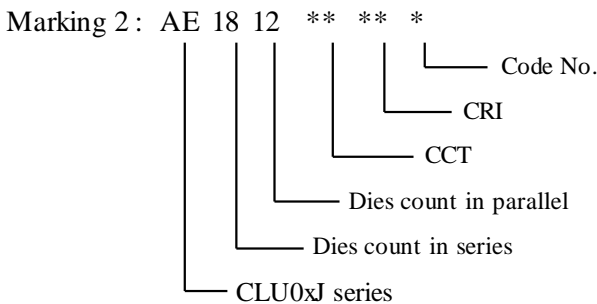 Marking 2 : AE 18 12 ** ** *
Code No.
CRI
CCT
Dies count in parallel
Dies count in series
CLU0xJ series